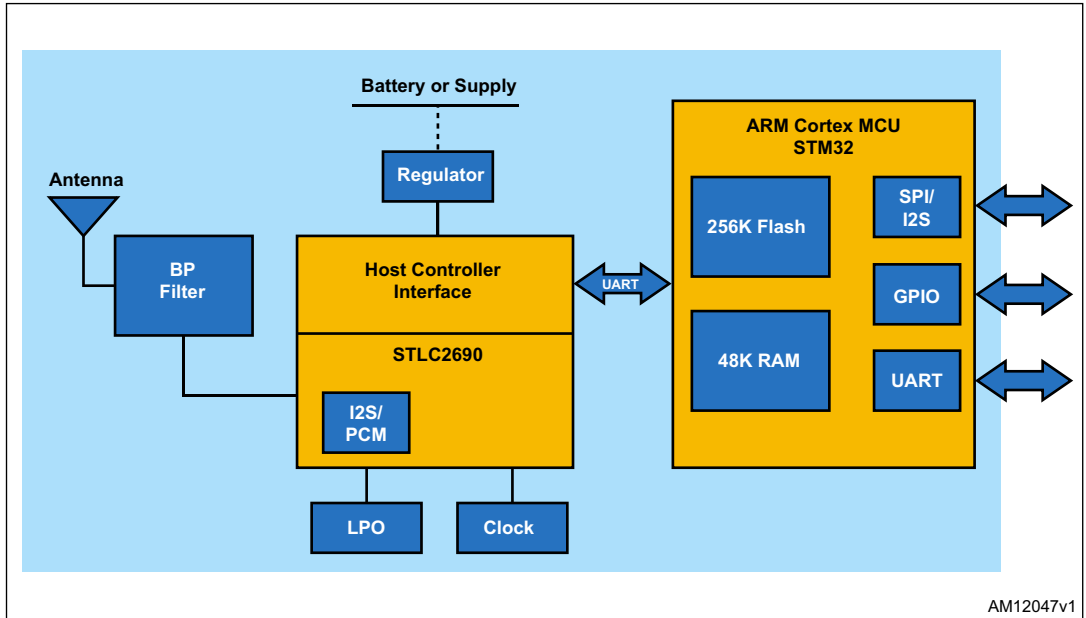 Battery or Supply
Regulator
Antenna
BP
Filter
Host Controller
Interface
STLC2690
I2S/
PCM
LPO
Clock
UART
ARM Cortex MCU
STM32
256K Flash
48K RAM
SPI/
I2S
GPIO
UART
AM12047v1